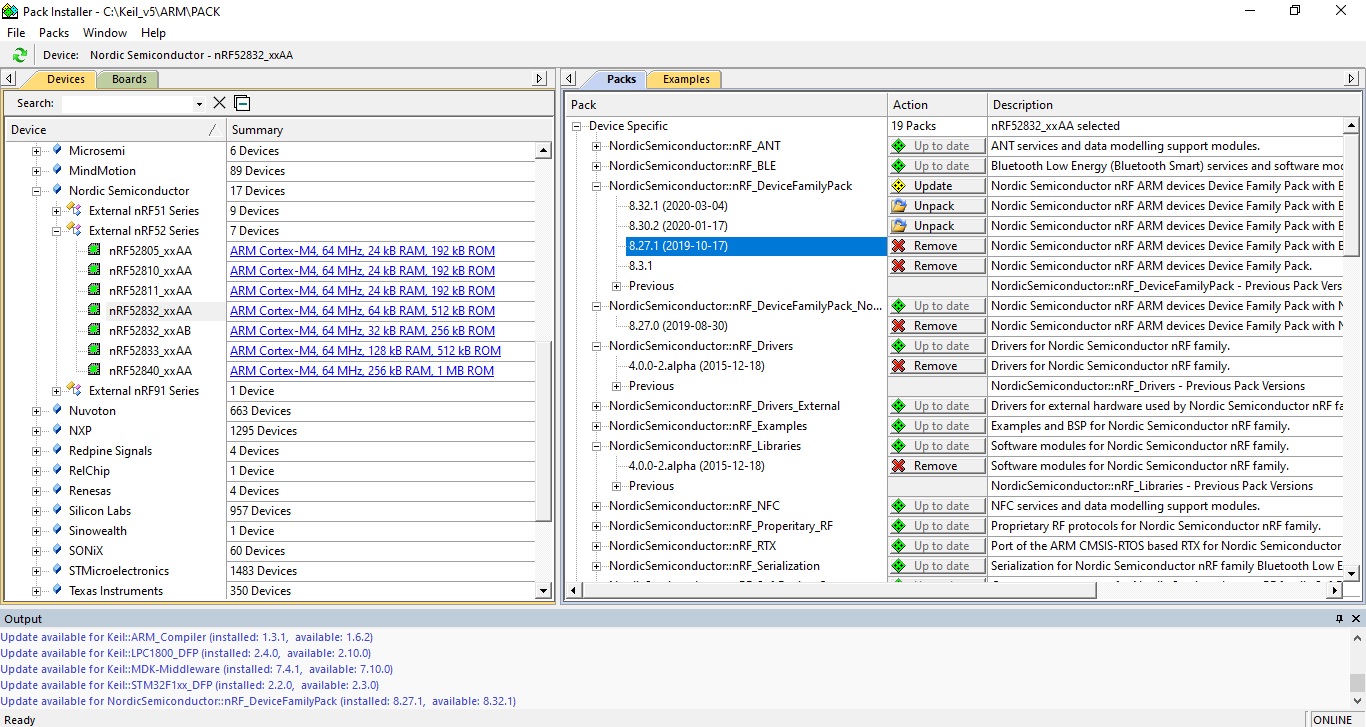 Pack Installer - C:\Keil_v5\ARM\PACK
File Packs Window Help
Device: Nordic Semiconductor - nRF52832_xxAA
Devices Boards
Search:
Device Summary
Microsemi 6 Devices
MindMotion 89 Devices
Nordic Semiconductor 17 Devices
External nRF51 Series 9 Devices
External nRF52 Series 7 Devices
nRF52805_xxAA ARM Cortex-M4, 64 MHz, 24 kB RAM, 192 kB ROM
nRF52810_xxAA ARM Cortex-M4, 64 MHz, 24 kB RAM, 192 kB ROM
nRF52811_xxAA ARM Cortex-M4, 64 MHz, 24 kB RAM, 192 kB ROM
nRF52832_xxAA ARM Cortex-M4, 64 MHz, 64 kB RAM, 512 kB ROM
nRF52832_xxAB ARM Cortex-M4, 64 MHz, 32 kB RAM, 256 kB ROM
nRF52833_xxAA ARM Cortex-M4, 64 MHz, 128 kB RAM, 512 kB ROM
nRF52840_xxAA ARM Cortex-M4, 64 MHz, 256 kB RAM, 1 MB ROM
External nRF91 Series 1 Device
Nuvoton 663 Devices
NXP 1295 Devices
Redpine Signals 4 Devices
RelChip 1 Device
Renesas 4 Devices
Silicon Labs 957 Devices
Sinowealth 1 Device
SONiX 60 Devices
STMicroelectronics 1483 Devices
Texas Instruments 350 Devices
Packs Examples
Pack Action Description
Device Specific 19 Packs nRF52832_xxAA selected
NordicSemiconductor::nRF_ANT Up to date ANT services and data modelling support modules.
NordicSemiconductor::nRF_BLE Up to date Bluetooth Low Energy (Bluetooth Smart) services and software mod
NordicSemiconductor::nRF_DeviceFamilyPack Update Nordic Semiconductor nRF ARM devices Device Family Pack with B
8.32.1 (2020-03-04) Unpack Nordic Semiconductor nRF ARM devices Device Family Pack with B
8.30.2 (2020-01-17) Unpack Nordic Semiconductor nRF ARM devices Device Family Pack with B
8.27.1 (2019-10-17) Remove Nordic Semiconductor nRF ARM devices Device Family Pack with B
8.3.1 Remove Nordic Semiconductor nRF ARM devices Device Family Pack.
Previous NordicSemiconductor::nRF_DeviceFamilyPack - Previous Pack Vers
NordicSemiconductor::nRF_DeviceFamilyPack_No... Up to date Nordic Semiconductor nRF ARM devices Device Family Pack with N
8.27.0 (2019-08-30) Remove Nordic Semiconductor nRF ARM devices Device Family Pack with N
NordicSemiconductor::nRF_Drivers Up to date Drivers for Nordic Semiconductor nRF family.
4.0.0-2.alpha (2015-12-18) Remove Drivers for Nordic Semiconductor nRF family.
Previous NordicSemiconductor::nRF_Drivers - Previous Pack Versions
NordicSemiconductor::nRF_Drivers_External Up to date Drivers for external hardware used by Nordic Semiconductor nRF fa
NordicSemiconductor::nRF_Examples Up to date Examples and BSP for Nordic Semiconductor nRF family.
NordicSemiconductor::nRF_Libraries Up to date Software modules for Nordic Semiconductor nRF family.
4.0.0-2.alpha (2015-12-18) Remove Software modules for Nordic Semiconductor nRF family.
Previous NordicSemiconductor::nRF_Libraries - Previous Pack Versions
NordicSemiconductor::nRF_NFC Up to date NFC services and data modelling support modules.
NordicSemiconductor::nRF_Properitary_RF Up to date Proprietary RF protocols for Nordic Semiconductor nRF family.
NordicSemiconductor::nRF_RTX Up to date Port of the ARM CMSIS-RTOS based RTX for Nordic Semiconductor
NordicSemiconductor::nRF_Serialization Up to date Serialization for Nordic Semiconductor nRF family Bluetooth Low E
Output
Update available for Keil::ARM_Compiler (installed: 1.3.1, available: 1.6.2)
Update available for Keil::LPC1800_DFP (installed: 2.4.0, available: 2.10.0)
Update available for Keil::MDK-Middleware (installed: 7.4.1, available: 7.10.0)
Update available for Keil::STM32F1xx_DFP (installed: 2.2.0, available: 2.3.0)
Update available for NordicSemiconductor::nRF_DeviceFamilyPack (installed: 8.27.1, available: 8.32.1)
Ready ONLINE